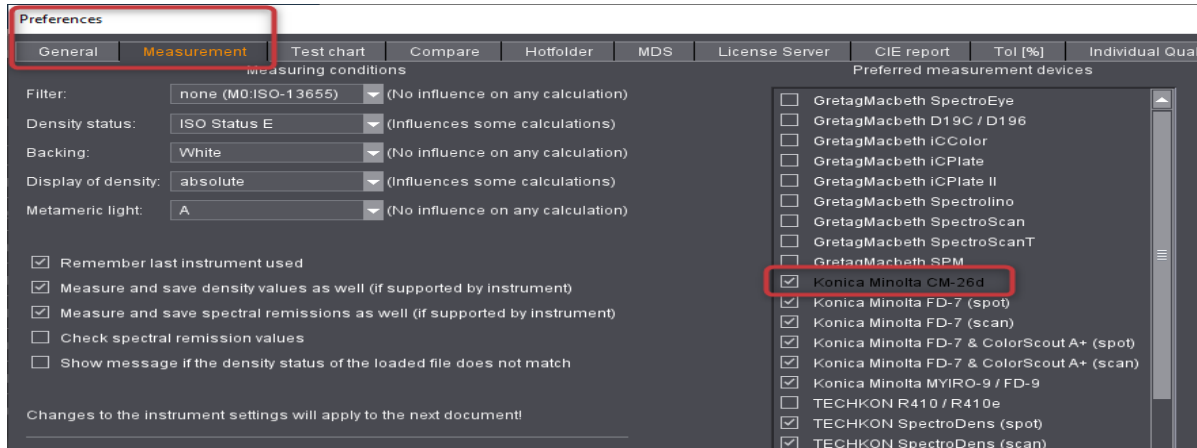 Preferences
General Measurement Test chart Compare Hotfolder MDS License Server CIE report Tol [%] Individual Qual
Measuring conditions
Filter: none (M0:ISO-13655) (No influence on any calculation)
Density status: ISO Status E (Influences some calculations)
Backing: White (No influence on any calculation)
Display of density: absolute (Influences some calculations)
Metameric light: A (No influence on any calculation)
Remember last instrument used
Measure and save density values as well (if supported by instrument)
Measure and save spectral remissions as well (if supported by instrument)
Check spectral remission values
Show message if the density status of the loaded file does not match
Changes to the instrument settings will apply to the next document!
Preferred measurement devices
GretagMacbeth SpectroEye
GretagMacbeth D19C / D196
GretagMacbeth iCColor
GretagMacbeth iCPlate
GretagMacbeth iCPlate II
GretagMacbeth Spectrolino
GretagMacbeth SpectroScan
GretagMacbeth SpectroScanT
GretagMacbeth SPM
Konica Minolta CM-26d
Konica Minolta FD-7 (spot)
Konica Minolta FD-7 (scan)
Konica Minolta FD-7 & ColorScout A+ (spot)
Konica Minolta FD-7 & ColorScout A+ (scan)
Konica Minolta MYIRO-9 / FD-9
TECHKON R410 / R410e
TECHKON SpectroDens (spot)
TECHKON SpectroDens (scan)